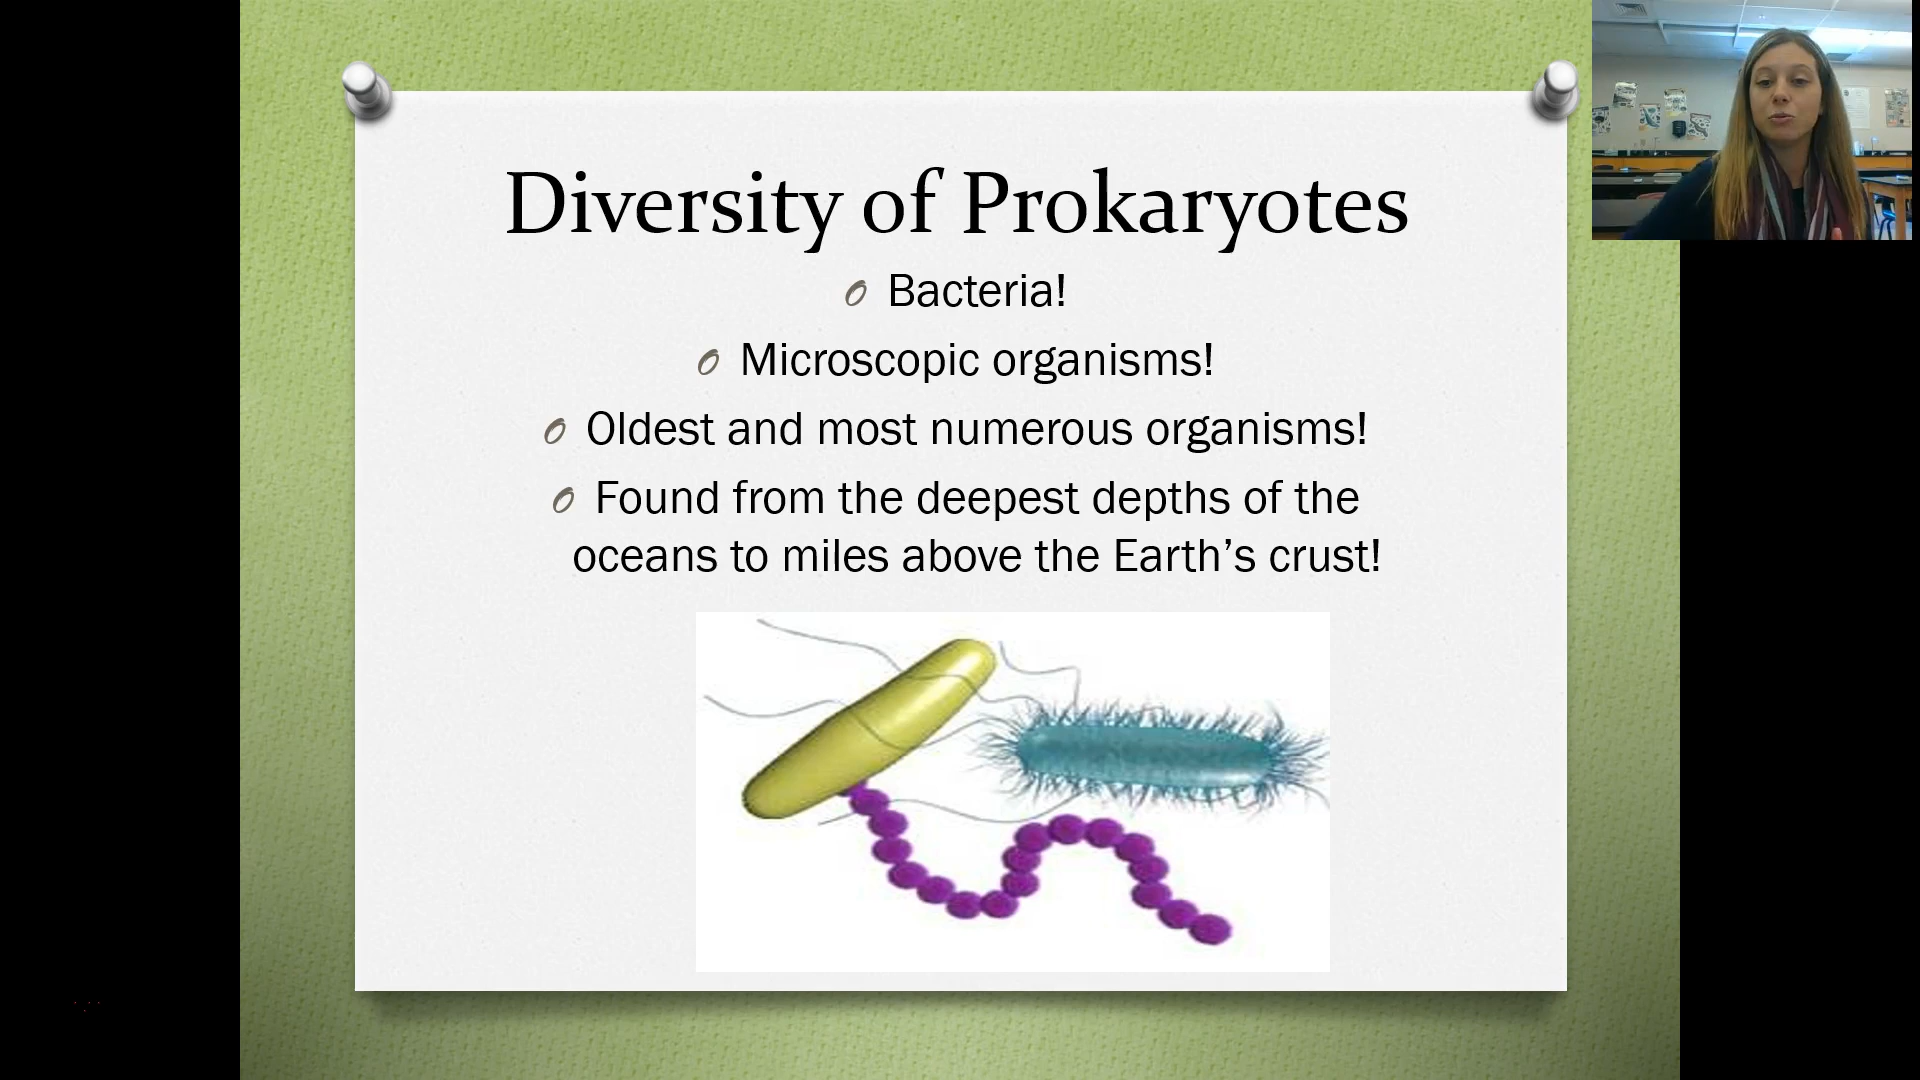 Diversity of Prokaryotes
Bacteria!
Microscopic organisms!
Oldest and most numerous organisms!
Found from the deepest depths of the
oceans to miles above the Earth’s crust!